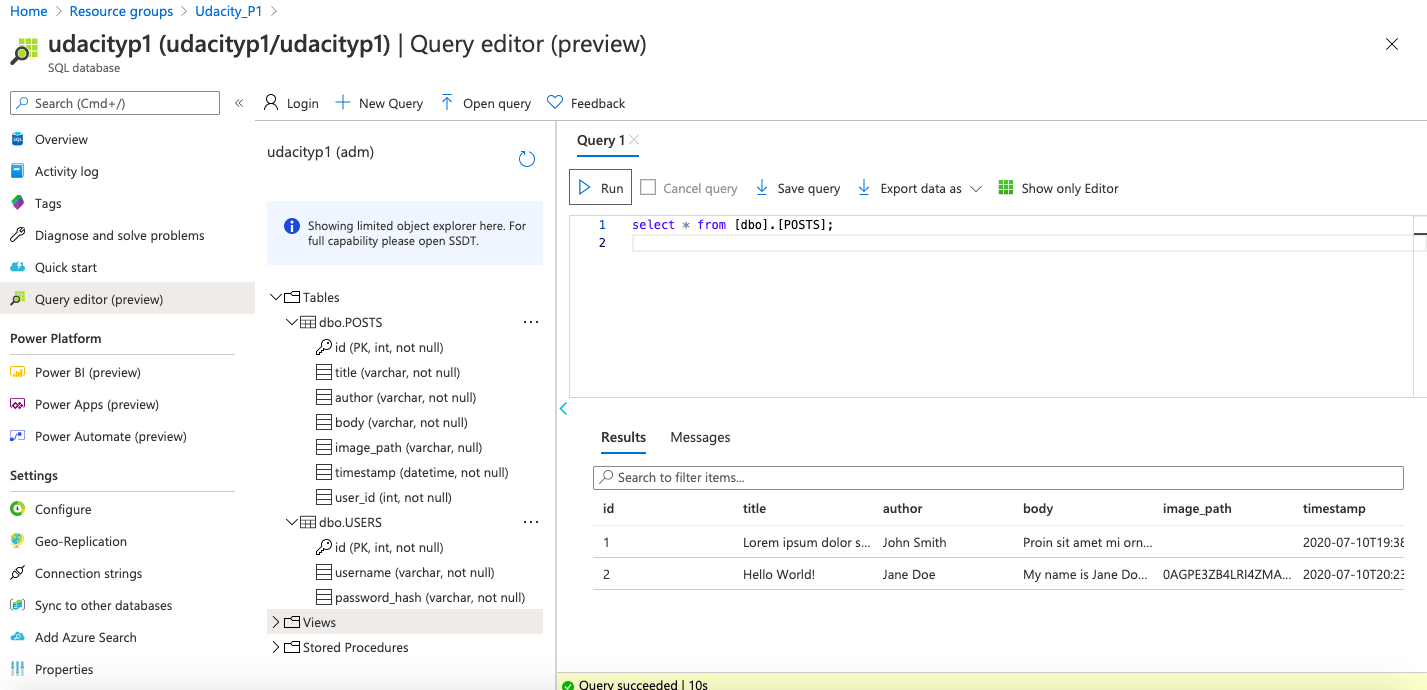 Home > Resource groups > Udacity_P1 >
udacityp1 (udacityp1/udacityp1) | Query editor (preview)
SQL database
Search (Cmd+/)
«
Overview
Activity log
Tags
Diagnose and solve problems
Quick start
Query editor (preview)
Power Platform
Power BI (preview)
Power Apps (preview)
Power Automate (preview)
Settings
Configure
Geo-Replication
Connection strings
Sync to other databases
Add Azure Search
Properties
Login New Query Open query Feedback
udacityp1 (adm)
Showing limited object explorer here. For
full capability please open SSDT.
Tables
dbo.POSTS ...
id (PK, int, not null)
title (varchar, not null)
author (varchar, not null)
body (varchar, not null)
image_path (varchar, null)
timestamp (datetime, not null)
user_id (int, not null)
dbo.USERS ...
id (PK, int, not null)
username (varchar, not null)
password_hash (varchar, not null)
Views
Stored Procedures
Query 1
Run Cancel query Save query Export data as Show only Editor
1 select * from [dbo].[POSTS];
2
Results Messages
Search to filter items...
id title author body image_path timestamp
1 Lorem ipsum dolor s... John Smith Proin sit amet mi orn... 2020-07-10T19:38
2 Hello World! Jane Doe My name is Jane Do... 0AGPE3ZB4LRI4ZMA... 2020-07-10T20:23
Query succeeded | 10s